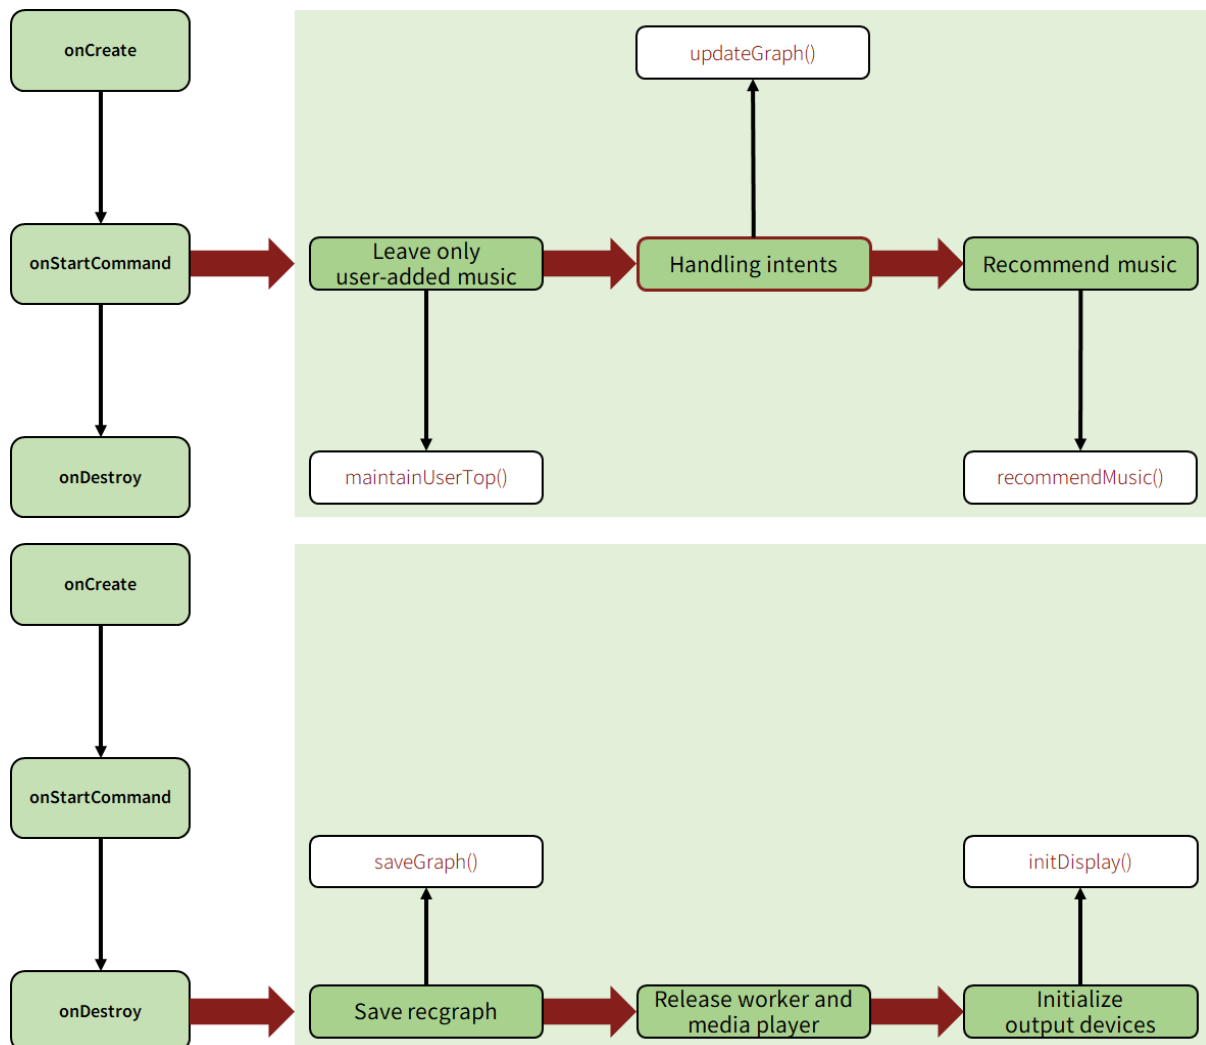 onCreate
updateGraph()
onStartCommand
Leave only
user-added music
Handling intents
Recommend music
onDestroy
maintainUserTop()
recommendMusic()
onCreate
onStartCommand
saveGraph()
initDisplay()
onDestroy
Save recgraph
Release worker and
media player
Initialize
output devices